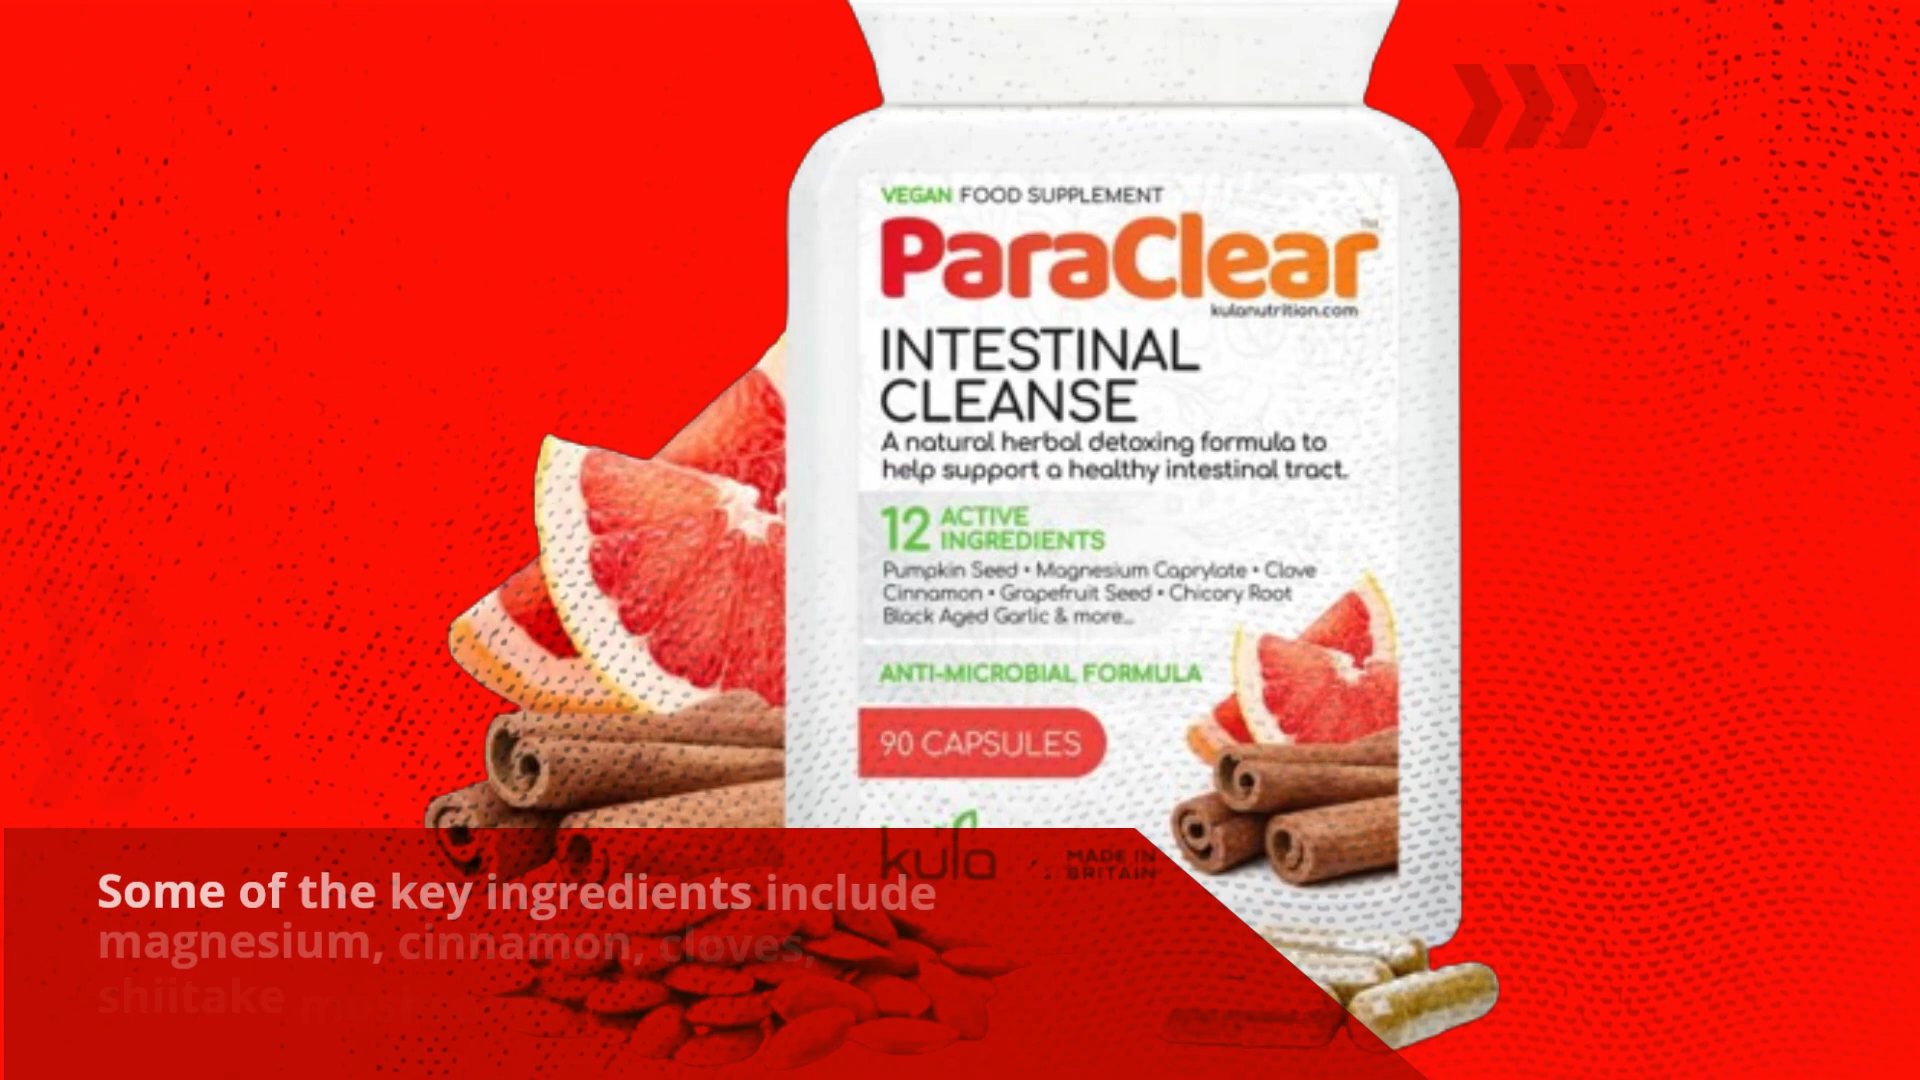 VEGAN FOOD SUPPLEMENT
ParaClear™
kulanutrition.com
INTESTINAL
CLEANSE
A natural herbal detoxing formula to
help support a healthy intestinal tract.
12 ACTIVE
INGREDIENTS
Pumpkin Seed • Magnesium Caprylate • Clove
Cinnamon • Grapefruit Seed • Chicory Root
Black Aged Garlic & more...
ANTI-MICROBIAL FORMULA
90 CAPSULES
kula
MADE IN
BRITAIN
Some of the key ingredients include
magnesium, cinnamon, cloves,
shiitake